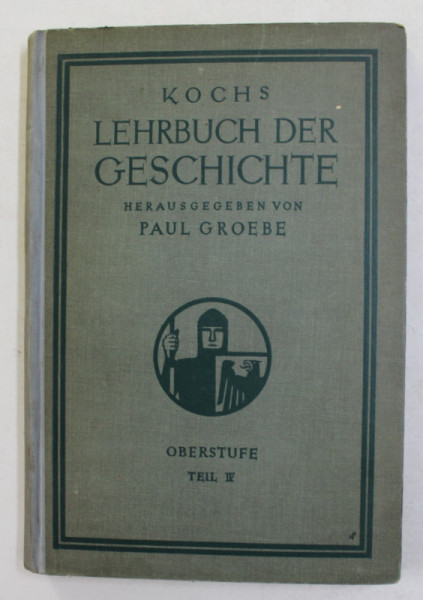 KOCHS
LEHRBUCH DER
GESCHICHTE
HERAUSGEGEBEN VON
PAUL GROEBE
OBERSTUFE
TEIL IV